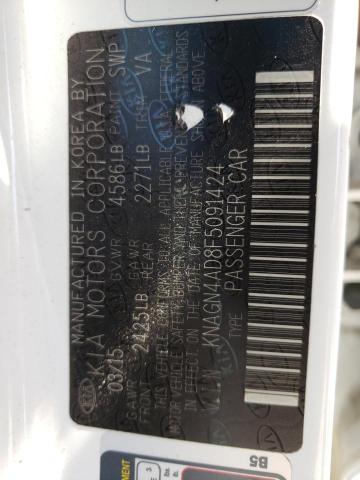 MANUFACTURED IN KOREA BY
KIA MOTORS CORPORATION
03/15 GVWR 4586LB PAINT SWP
GAWR FRONT 2425LB GAWR REAR 2271LB TRIM VA
THIS VEHICLE CONFORMS TO ALL APPLICABLE FEDERAL
MOTOR VEHICLE SAFETY BUMPER AND THEFT PREVENTION STANDARDS
IN EFFECT ON THE DATE OF MANUFACTURE SHOWN ABOVE.
V.I.N KNAGN4AD8F5091424
TYPE PASSENGER CAR
B5